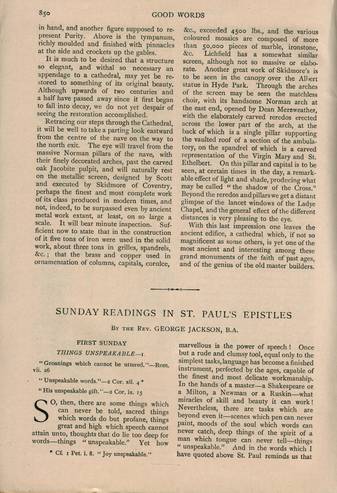 850
GOOD WORDS
in hand, and another figure supposed to re-
present Purity. Above is the tympanum,
richly moulded and finished with pinnacles
at the side and crockets up the gables.
It is much to be desired that a structure
so elegant, and withal so necessary an
appendage to a cathedral, may yet be re-
stored to something of its original beauty.
Although upwards of two centuries and
a half have passed away since it first began
to fall into decay, we do not yet despair of
seeing the restoration accomplished.
Retracing our steps through the Cathedral,
it will be well to take a parting look eastward
from the centre of the nave on the way to
the north exit. The eye will travel from the
massive Norman pillars of the nave, with
their finely decorated arches, past the carved
oak Jacobite pulpit, and will naturally rest
on the metallic screen, designed by Scott
and executed by Skidmore of Coventry,
perhaps the finest and most complete work
of its class produced in modern times, and
not, indeed, to be surpassed even by ancient
metal work extant, at least, on so large a
scale. It will bear minute inspection. Suf-
ficient now to state that in the construction
of it five tons of iron were used in the solid
work, about three tons in grilles, spandrels,
&c.; that the brass and copper used in
ornamentation of columns, capitals, cornice,
&c., exceeded 4500 lbs., and the various
coloured mosaics are composed of more
than 50,000 pieces of marble, ironstone,
&c. Lichfield has a somewhat similar
screen, although not so massive or elabo-
rate. Another great work of Skidmore's is
to be seen in the canopy over the Albert
statue in Hyde Park. Through the arches
of the screen may be seen the matchless
choir, with its handsome Norman arch at
the east end, opened by Dean Merewether,
with the elaborately carved reredos erected
across the lower part of the arch, at the
back of which is a single pillar supporting
the vaulted roof of a section of the ambula-
tory, on the spandrel of which is a carved
representation of the Virgin Mary and St.
Ethelbert. On this pillar and capital is to be
seen, at certain times in the day, a remark-
able effect of light and shade, producing what
may be called "the shadow of the Cross."
Beyond the reredos and pillar we get a distant
glimpse of the lancet windows of the Ladye
Chapel, and the general effect of the different
distances is very pleasing to the eye.
With this last impression one leaves the
ancient edifice, a cathedral which, if not so
magnificent as some others, is yet one of the
most ancient and interesting among these
grand monuments of the faith of past ages,
and of the genius of the old master builders.
SUNDAY READINGS IN ST. PAUL'S EPISTLES
BY THE REV. GEORGE JACKSON, B.A.
FIRST SUNDAY
THINGS UNSPEAKABLE—1
"Groanings which cannot be uttered."—Rom.
vii. 26
"Unspeakable words."—2 Cor. xii. 4*
"His unspeakable gift."—2 Cor. ix. 15
SO, then, there are some things which
can never be told, sacred things
which words do but profane, things
great and high which speech cannot
attain unto, thoughts that do lie too deep for
words—things "unspeakable." Yet how
* Cf. 1 Pet. i. 8. "Joy unspeakable."
marvellous is the power of speech! Once
but a rude and clumsy tool, equal only to the
simplest tasks, language has become a finished
instrument, perfected by the ages, capable of
the finest and most delicate workmanship.
In the hands of a master—a Shakespeare or
a Milton, a Newman or a Ruskin—what
miracles of skill and beauty it can work!
Nevertheless, there are tasks which are
beyond even it—scenes which pen can never
paint, moods of the soul which words can
never catch, deep things of the spirit of a
man which tongue can never tell—things
"unspeakable." And in the words which I
have quoted above St. Paul reminds us that